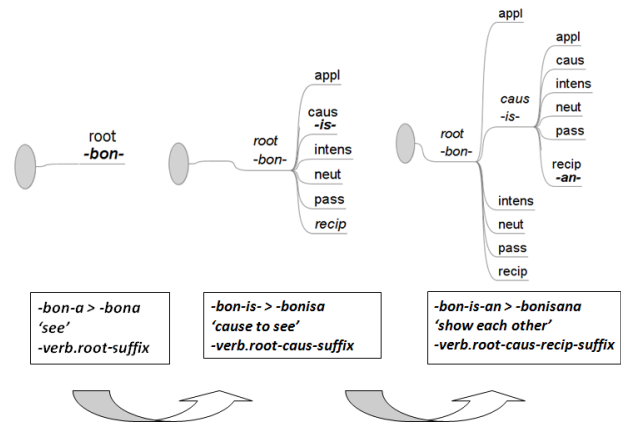 root
-bon-
root
-bon-
appl
caus
-is-
intens
neut
pass
recip
root
-bon-
appl
caus
-is-
appl
caus
intens
neut
pass
recip
-an-
intens
neut
pass
recip
-bon-a > -bona
‘see’
-verb.root-suffix
-bon-is- > -bonisa
‘cause to see’
-verb.root-caus-suffix
-bon-is-an > -bonisana
‘show each other’
-verb.root-caus-recip-suffix